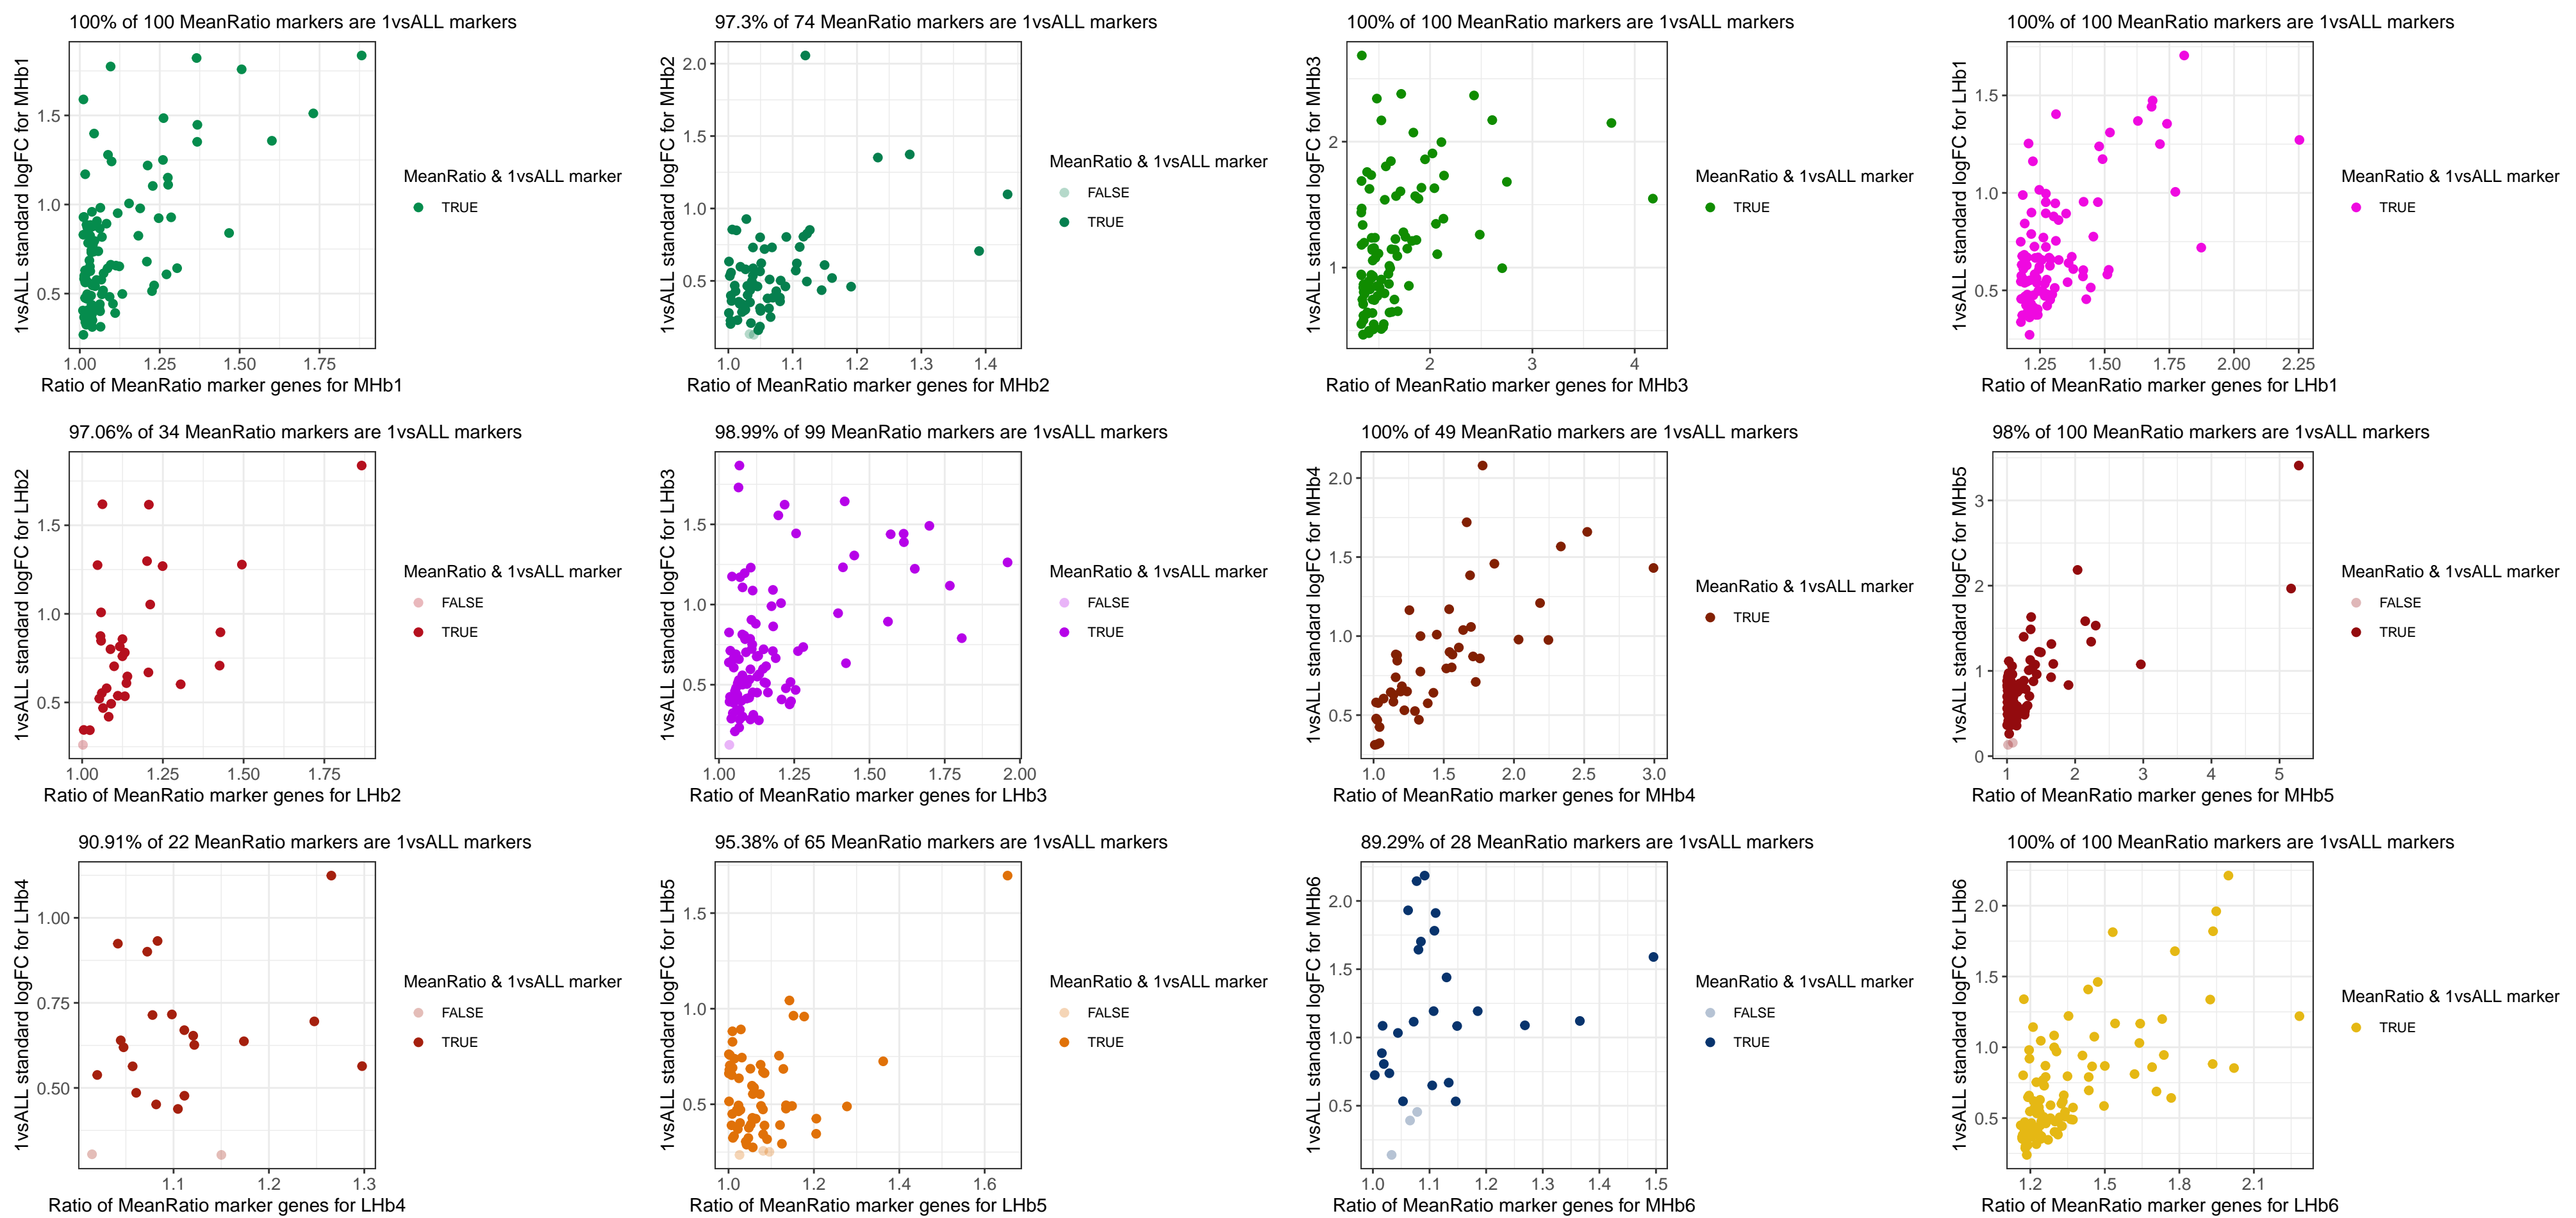 100% of 100 MeanRatio markers are 1vsALL markers
1vsALL standard logFC for MHb1
1.5
1.0
0.5
1.00 1.25 1.50 1.75
Ratio of MeanRatio marker genes for MHb1
MeanRatio & 1vsALL marker
TRUE
97.3% of 74 MeanRatio markers are 1vsALL markers
1vsALL standard logFC for MHb2
2.0
1.5
1.0
0.5
1.0 1.1 1.2 1.3 1.4
Ratio of MeanRatio marker genes for MHb2
MeanRatio & 1vsALL marker
FALSE
TRUE
100% of 100 MeanRatio markers are 1vsALL markers
1vsALL standard logFC for MHb3
2
1
2 3 4
Ratio of MeanRatio marker genes for MHb3
MeanRatio & 1vsALL marker
TRUE
100% of 100 MeanRatio markers are 1vsALL markers
1vsALL standard logFC for LHb1
1.5
1.0
0.5
1.25 1.50 1.75 2.00 2.25
Ratio of MeanRatio marker genes for LHb1
MeanRatio & 1vsALL marker
TRUE
97.06% of 34 MeanRatio markers are 1vsALL markers
1vsALL standard logFC for LHb2
1.5
1.0
0.5
1.00 1.25 1.50 1.75
Ratio of MeanRatio marker genes for LHb2
MeanRatio & 1vsALL marker
FALSE
TRUE
98.99% of 99 MeanRatio markers are 1vsALL markers
1vsALL standard logFC for LHb3
1.5
1.0
0.5
1.00 1.25 1.50 1.75 2.00
Ratio of MeanRatio marker genes for LHb3
MeanRatio & 1vsALL marker
FALSE
TRUE
100% of 49 MeanRatio markers are 1vsALL markers
1vsALL standard logFC for MHb4
2.0
1.5
1.0
0.5
1.0 1.5 2.0 2.5 3.0
Ratio of MeanRatio marker genes for MHb4
MeanRatio & 1vsALL marker
TRUE
98% of 100 MeanRatio markers are 1vsALL markers
1vsALL standard logFC for MHb5
3
2
1
0
1 2 3 4 5
Ratio of MeanRatio marker genes for MHb5
MeanRatio & 1vsALL marker
FALSE
TRUE
90.91% of 22 MeanRatio markers are 1vsALL markers
1vsALL standard logFC for LHb4
1.00
0.75
0.50
1.1 1.2 1.3
Ratio of MeanRatio marker genes for LHb4
MeanRatio & 1vsALL marker
FALSE
TRUE
95.38% of 65 MeanRatio markers are 1vsALL markers
1vsALL standard logFC for LHb5
1.5
1.0
0.5
1.0 1.2 1.4 1.6
Ratio of MeanRatio marker genes for LHb5
MeanRatio & 1vsALL marker
FALSE
TRUE
89.29% of 28 MeanRatio markers are 1vsALL markers
1vsALL standard logFC for MHb6
2.0
1.5
1.0
0.5
1.0 1.1 1.2 1.3 1.4 1.5
Ratio of MeanRatio marker genes for MHb6
MeanRatio & 1vsALL marker
FALSE
TRUE
100% of 100 MeanRatio markers are 1vsALL markers
1vsALL standard logFC for LHb6
2.0
1.5
1.0
0.5
1.2 1.5 1.8 2.1
Ratio of MeanRatio marker genes for LHb6
MeanRatio & 1vsALL marker
TRUE